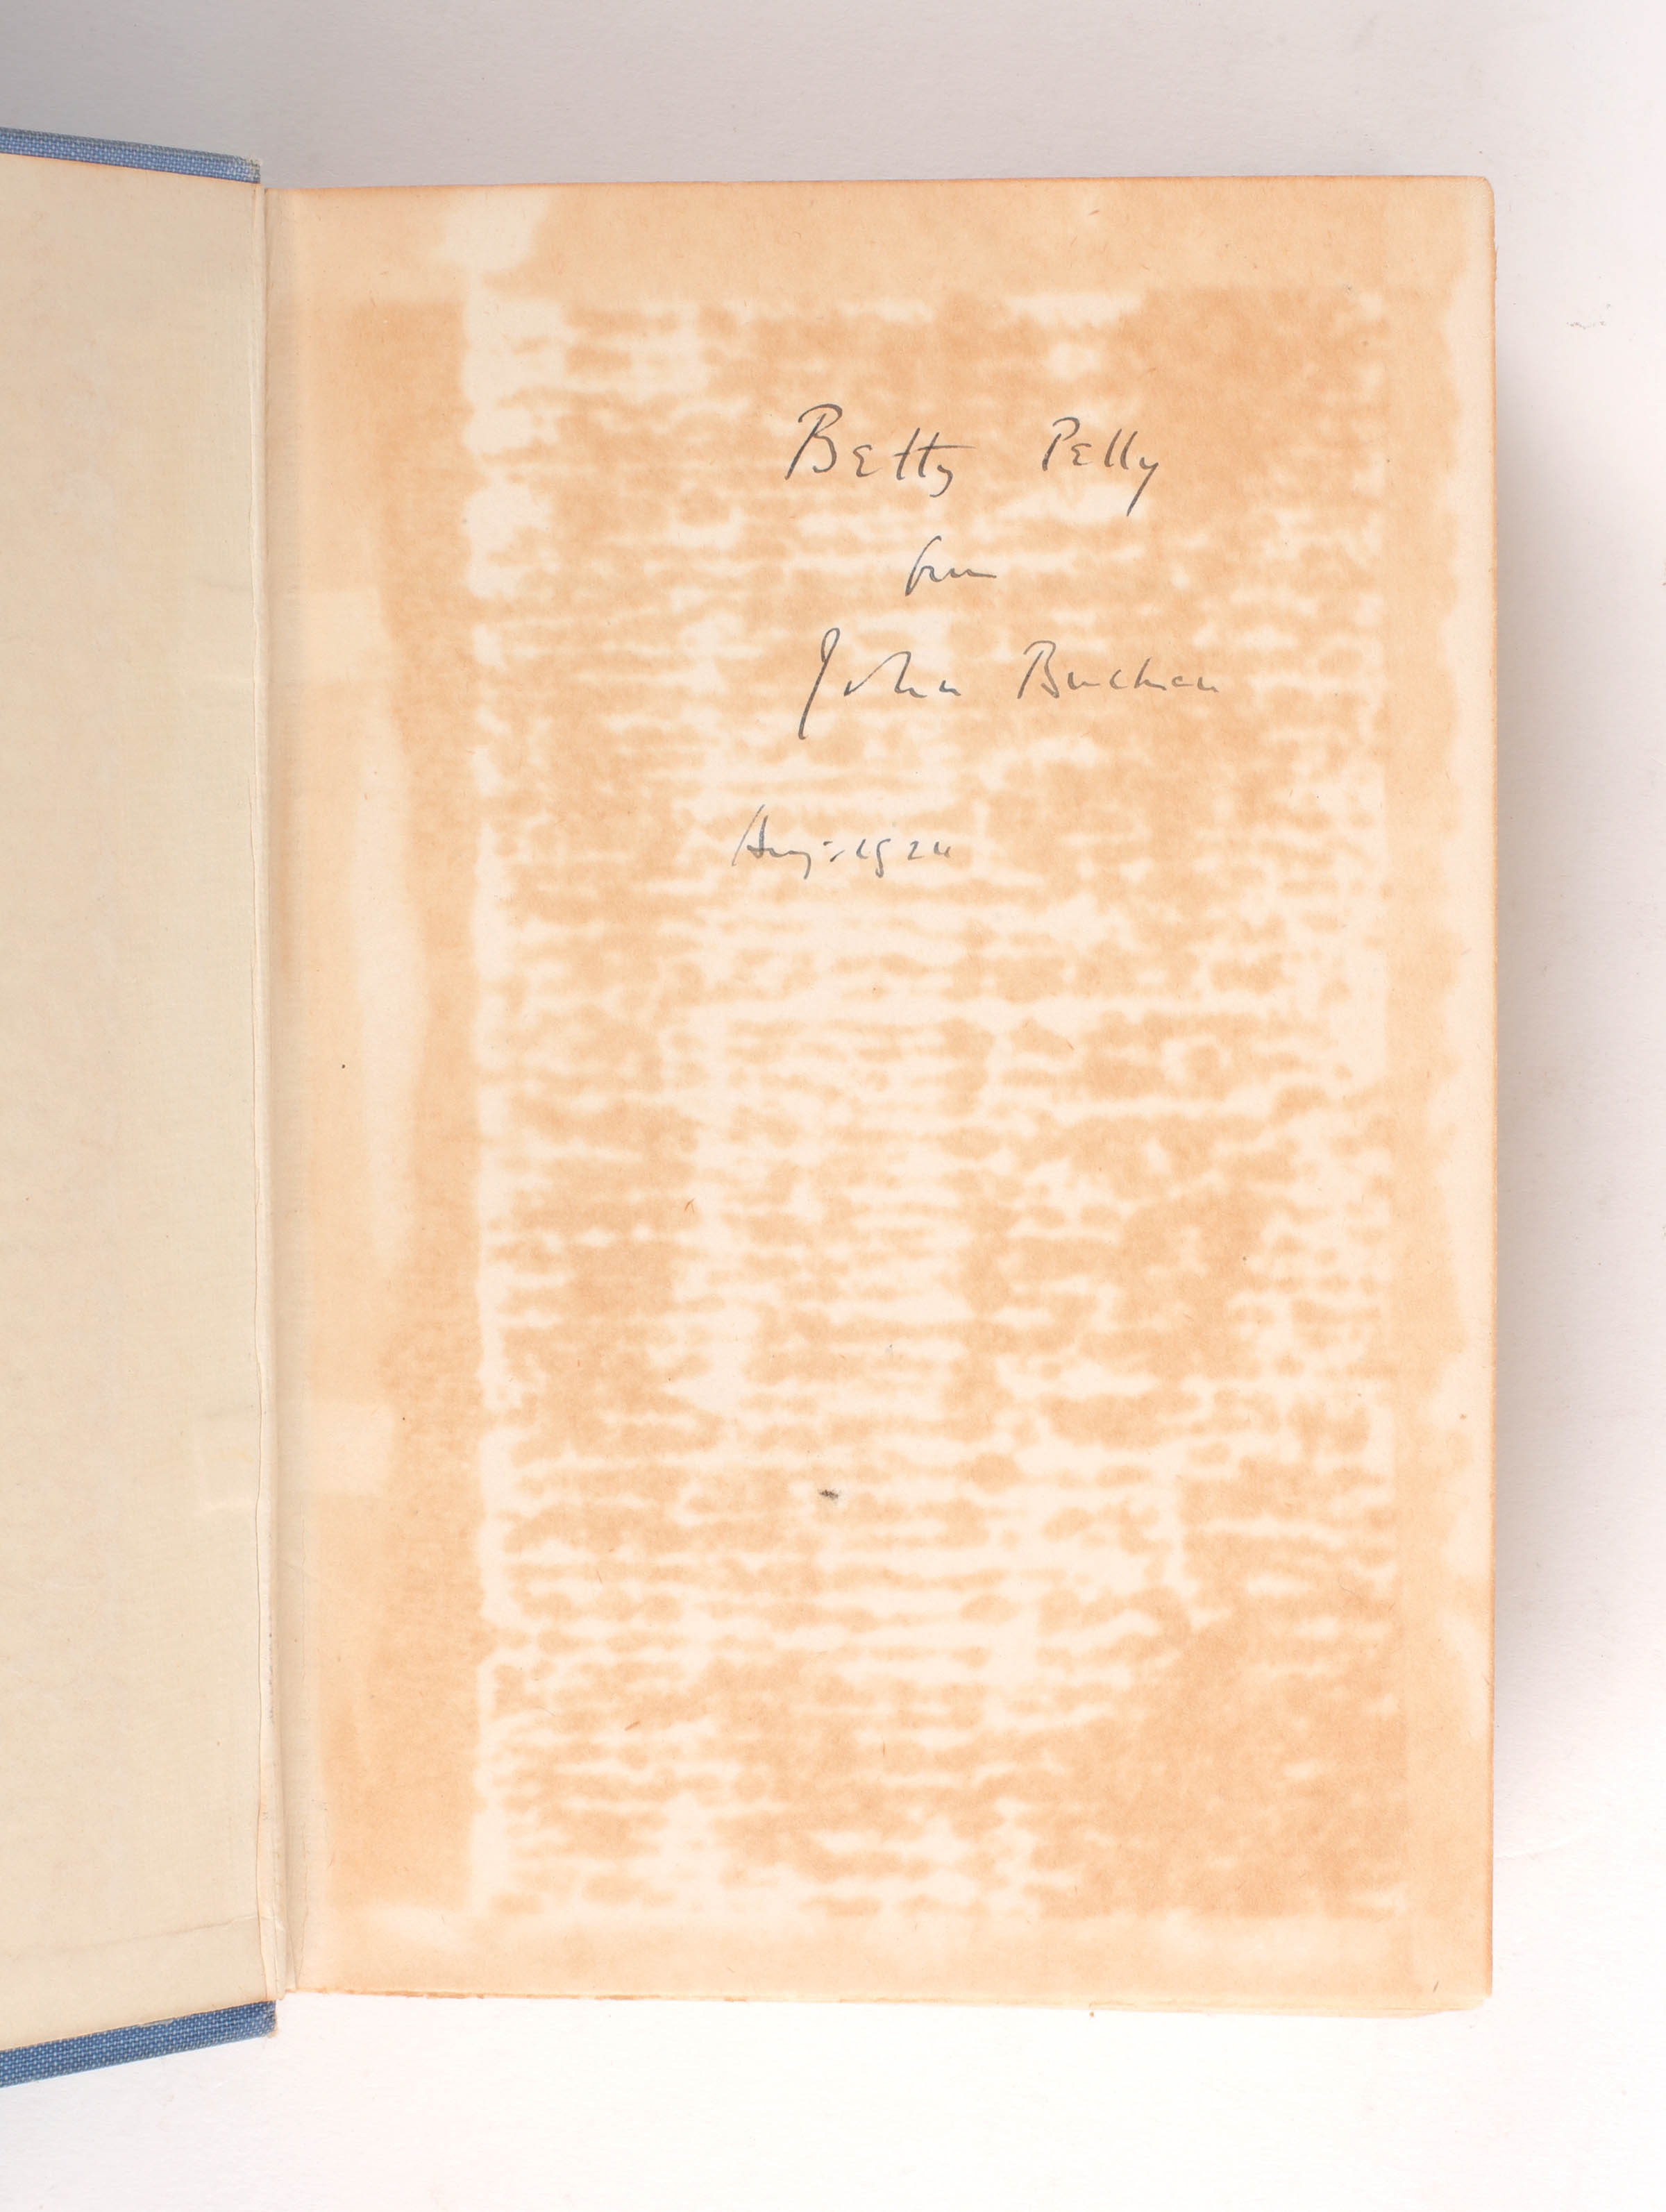 Betty Pelly
from
John Buchan
Aug: 1924